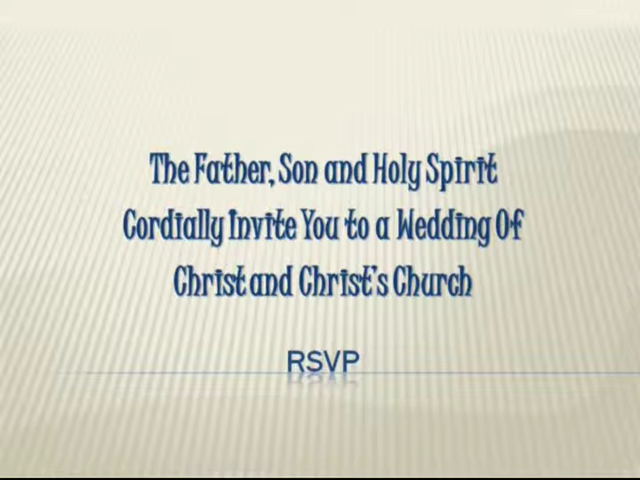 The Father, Son and Holy Spirit
Cordially Invite You to a Wedding Of
Christ and Christ's Church
RSVP